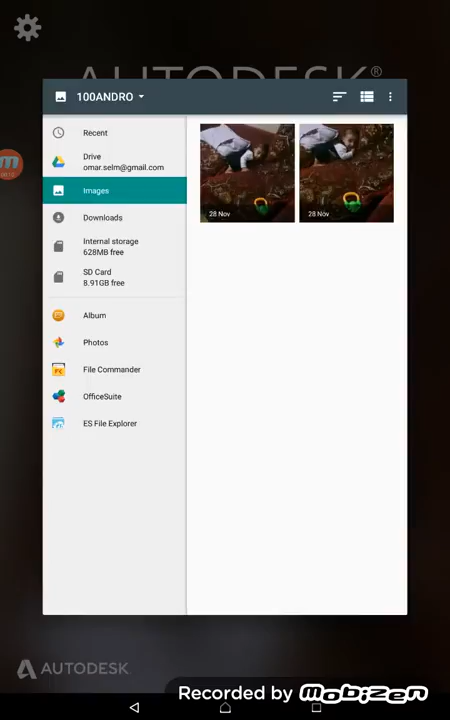 AUTODESK®
100ANDRO
Recent
Drive
omar.selm@gmail.com
Images
Downloads
Internal storage
628MB free
SD Card
8.91GB free
Album
Photos
File Commander
OfficeSuite
ES File Explorer
28 Nov
28 Nov
AUTODESK
Recorded by Mobizen